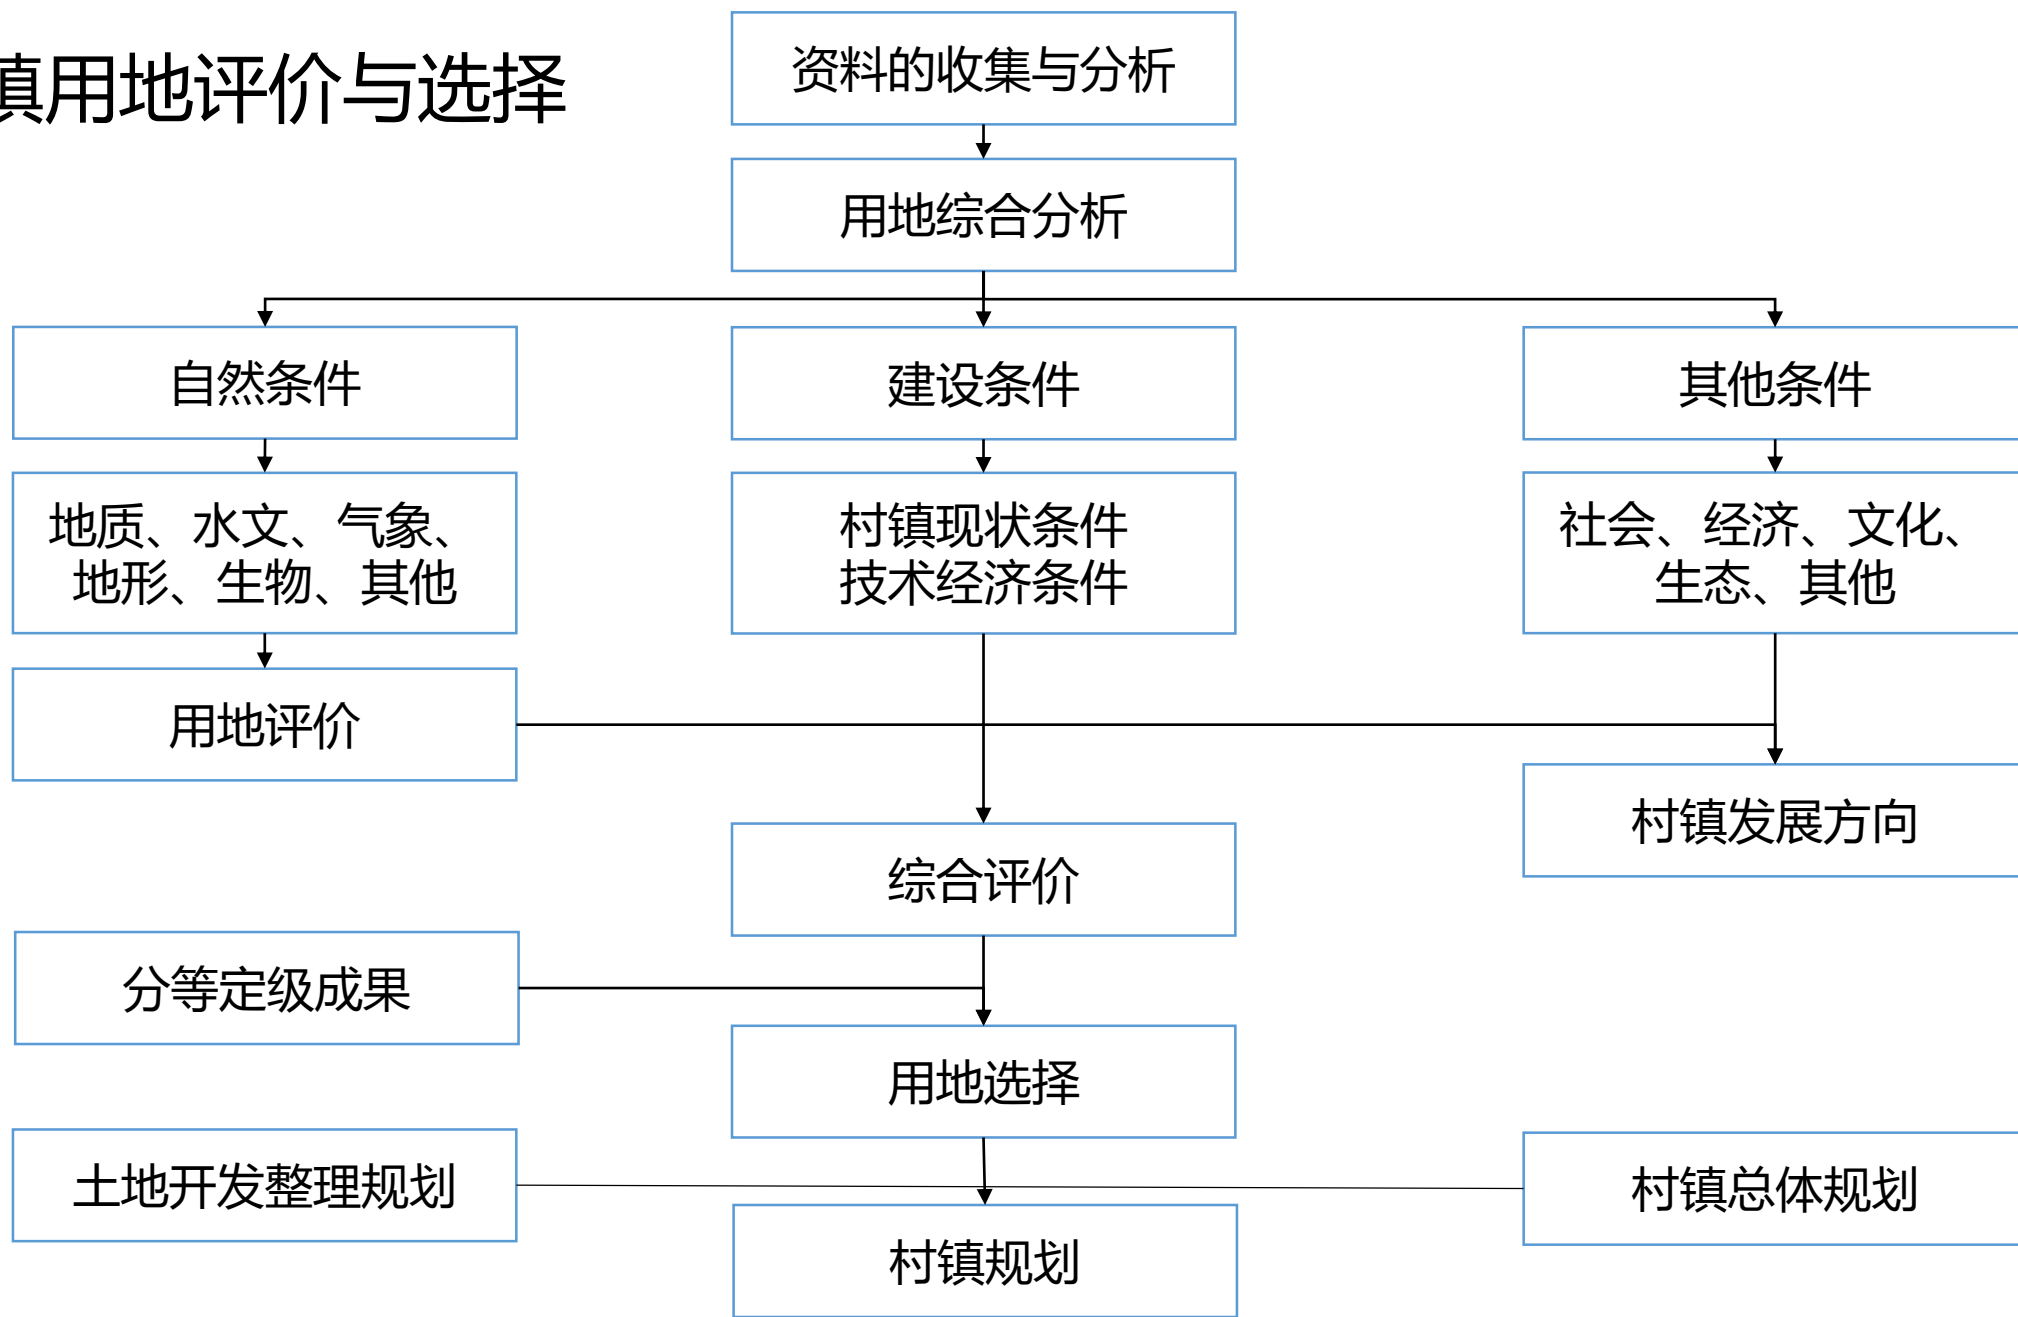 镇用地评价与选择
资料的收集与分析
用地综合分析
自然条件
建设条件
其他条件
地质、水文、气象、
地形、生物、其他
村镇现状条件
技术经济条件
社会、经济、文化、
生态、其他
用地评价
村镇发展方向
综合评价
分等定级成果
用地选择
土地开发整理规划
村镇总体规划
村镇规划